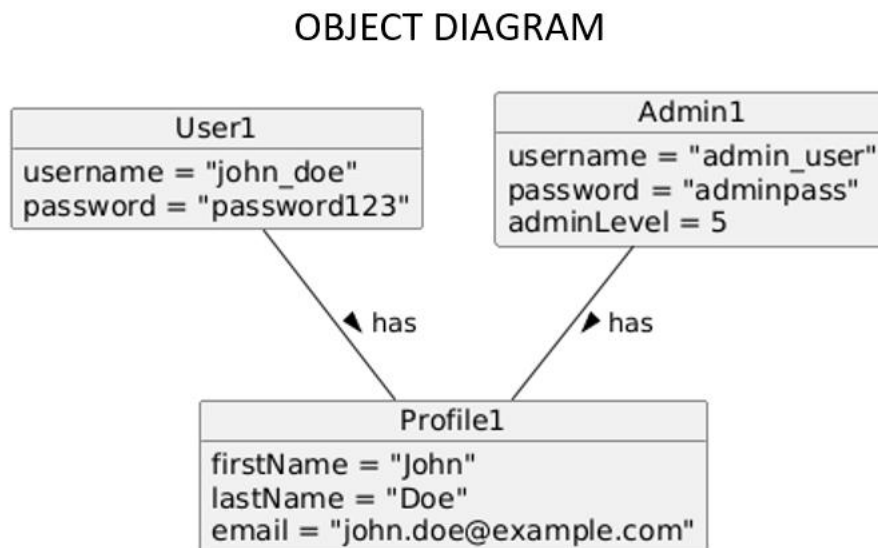 OBJECT DIAGRAM
User1
username = "john_doe"
password = "password123"
Admin1
username = "admin_user"
password = "adminpass"
adminLevel = 5
has
has
Profile1
firstName = "John"
lastName = "Doe"
email = "john.doe@example.com"